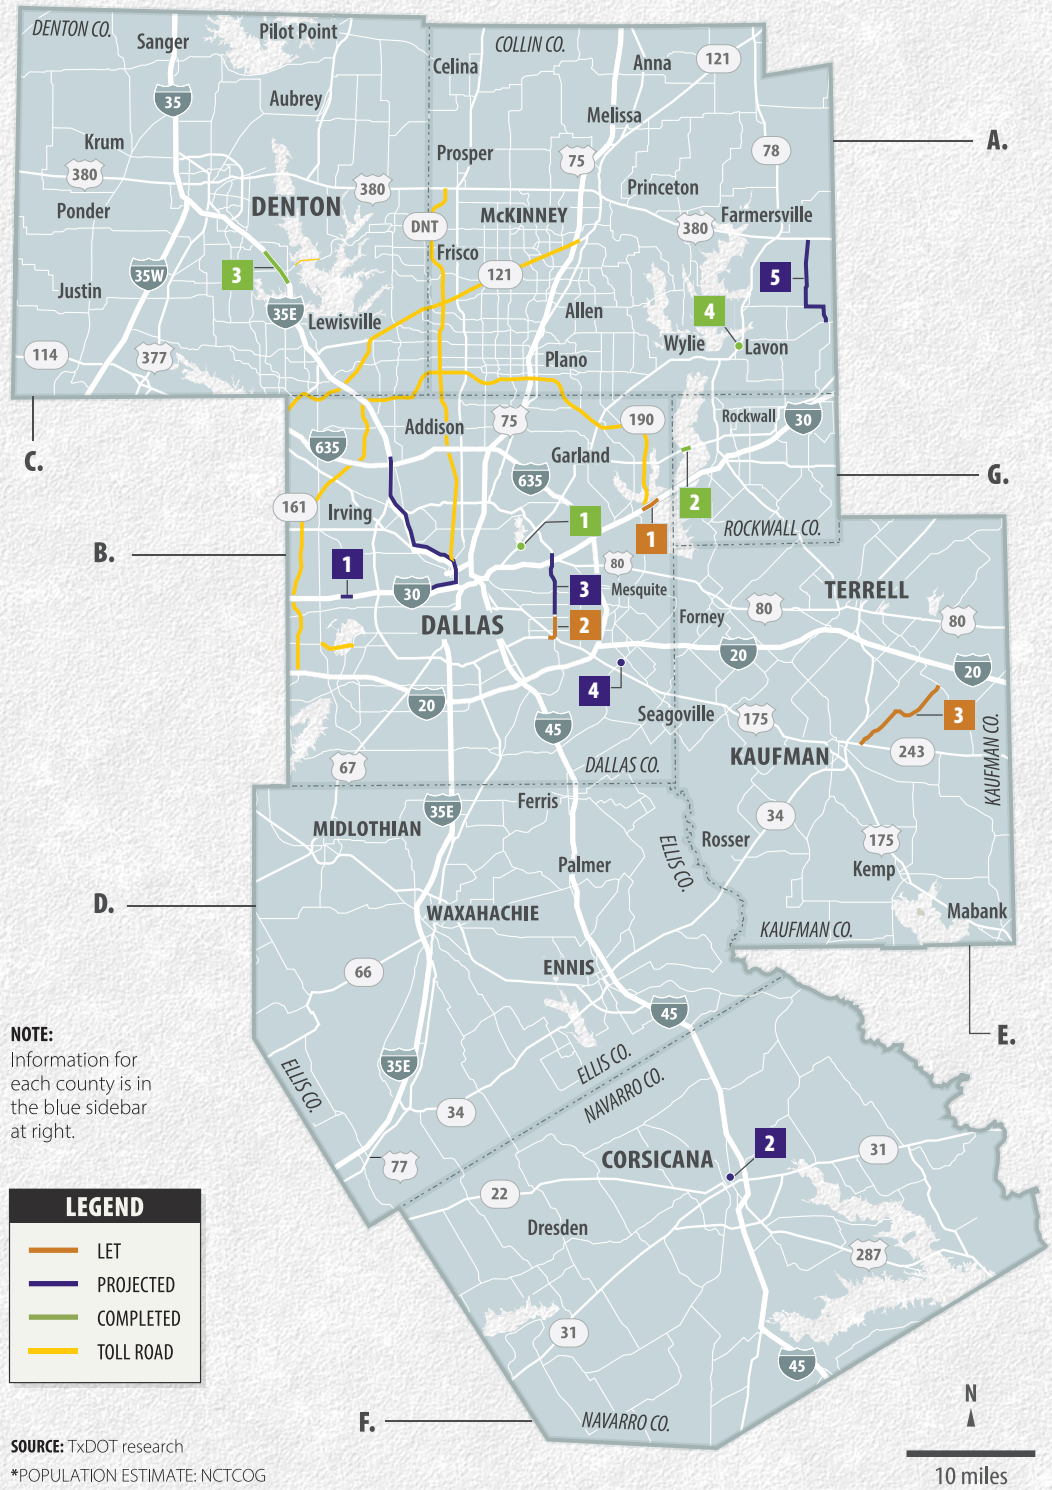 DENTON CO.
Sanger
Pilot Point
COLLIN CO.
Celina
Anna
121
35
Aubrey
Melissa
Krum
380
Prosper
75
78
A.
380
Princeton
Ponder
DENTON
DNT
McKINNEY
380
Farmersville
Frisco
3
35W
121
5
Justin
35E
Lewisville
Allen
4
114
377
Plano
Wylie
Lavon
C.
Addison
75
190
Rockwall
30
635
Garland
635
G.
161
Irving
1
2
ROCKWALL CO.
B.
1
1
30
80
3
Mesquite
TERRELL
DALLAS
2
Forney
80
80
20
20
4
20
Seagoville
175
3
45
KAUFMAN
243
KAUFMAN CO.
67
DALLAS CO.
35E
Ferris
MIDLOTHIAN
34
ELLIS CO.
Rosser
175
Palmer
Kemp
D.
WAXAHACHIE
Mabank
KAUFMAN CO.
66
ENNIS
45
E.
NOTE:
Information for
each county is in
the blue sidebar
at right.
ELLIS CO.
35E
ELLIS CO.
NAVARRO CO.
34
77
CORSICANA
2
31
22
Dresden
287
31
45
LEGEND
LET
PROJECTED
COMPLETED
TOLL ROAD
F.
NAVARRO CO.
N
SOURCE: TxDOT research
*POPULATION ESTIMATE: NCTCOG
10 miles